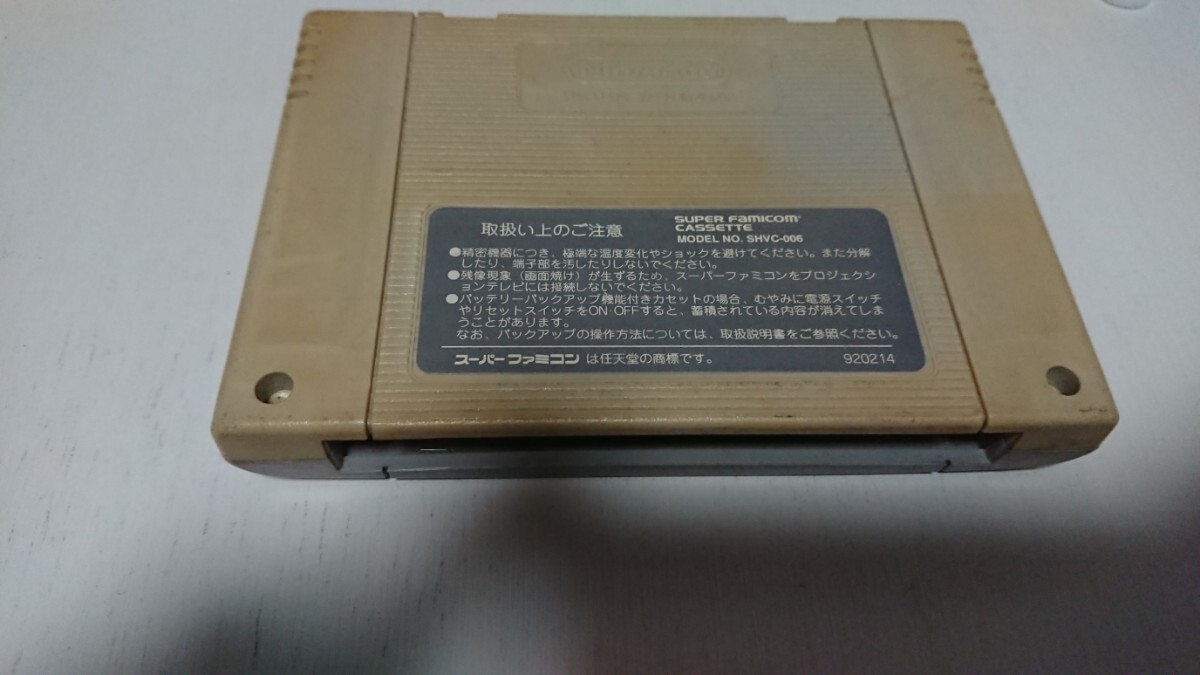 Nintendo
取扱い上のご注意
SUPER FAMICOM
CASSETTE
MODEL NO. SHVC-006
●精密機器につき、極端な温度変化やショックを避けてください。また分解
したり、端子部を汚したりしないでください。
●残像現象（画面焼け）が生ずるため、スーパーファミコンをプロジェクシ
ョンテレビには接続しないでください。
●バッテリーバックアップ機能付きカセットの場合、むやみに電源スイッチ
やリセットスイッチをON・OFFすると、蓄積されている内容が消えてしま
うことがあります。
なお、バックアップの操作方法については、取扱説明書をご参照ください。
スーパーファミコン は任天堂の商標です。
920214